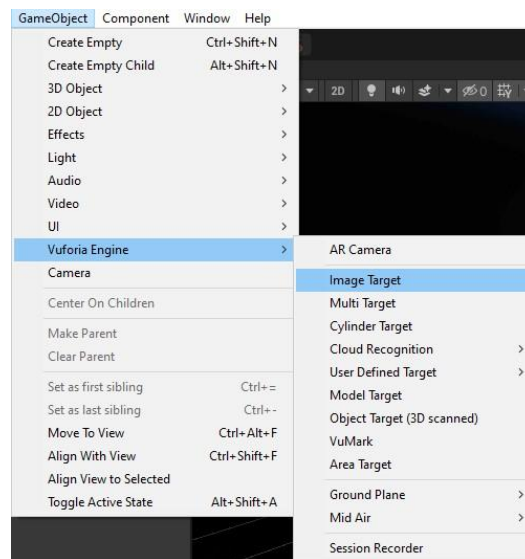 GameObject Component Window Help
Create Empty Ctrl+Shift+N
Create Empty Child Alt+Shift+N
3D Object >
2D Object >
Effects >
Light >
Audio >
Video >
UI >
Vuforia Engine >
Camera
Center On Children
Make Parent
Clear Parent
Set as first sibling Ctrl+=
Set as last sibling Ctrl+-
Move To View Ctrl+Alt+F
Align With View Ctrl+Shift+F
Align View to Selected
Toggle Active State Alt+Shift+A
2D 0
AR Camera
Image Target
Multi Target
Cylinder Target
Cloud Recognition >
User Defined Target >
Model Target
Object Target (3D scanned)
VuMark
Area Target
Ground Plane >
Mid Air >
Session Recorder